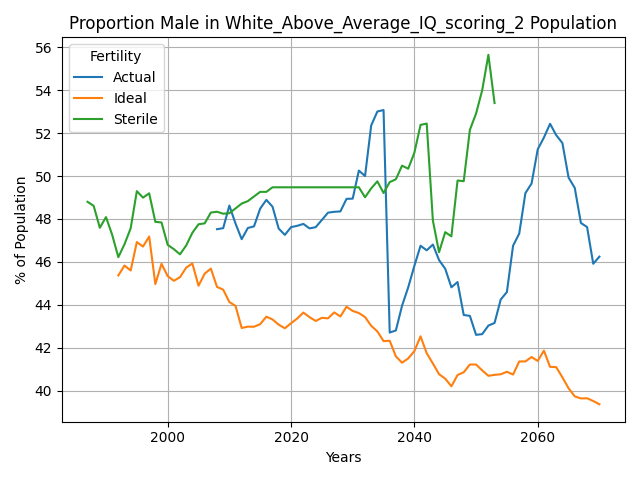 Proportion Male in White_Above_Average_IQ_scoring_2 Population
Fertility
Actual
Ideal
Sterile
% of Population
56
54
52
50
48
46
44
42
40
2000
2020
2040
2060
Years